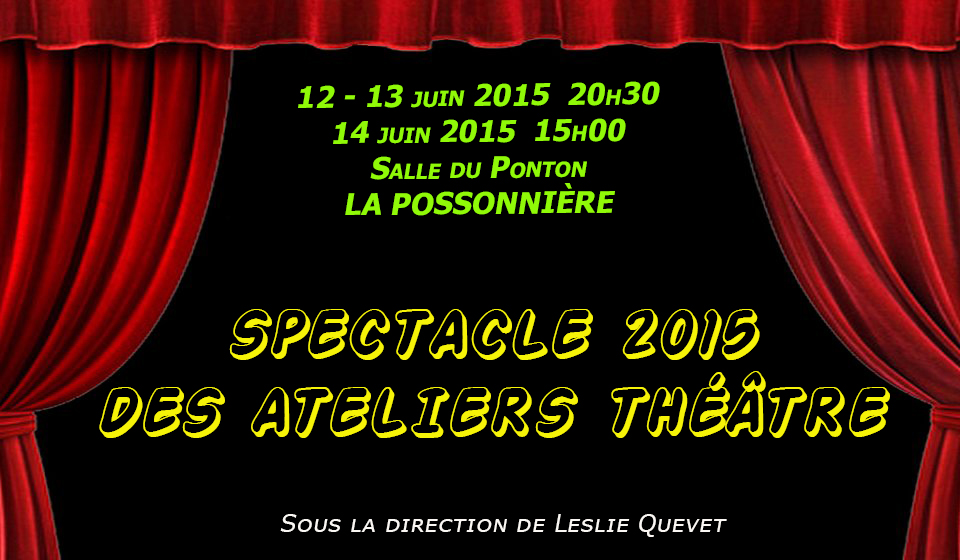 12 - 13 JUIN 2015 20H30
14 JUIN 2015 15H00
SALLE DU PONTON
LA POSSONNIÈRE
SPECTACLE 2015
DES ATELIERS THÉÂTRE
SOUS LA DIRECTION DE LESLIE QUEVET